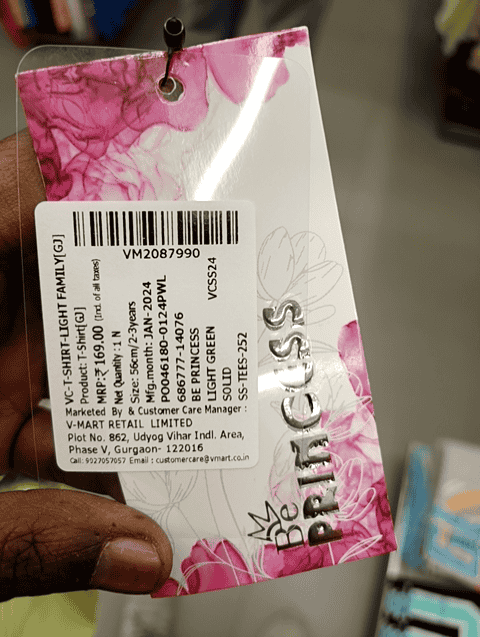 VM2087990
VC-T-SHIRT-LIGHT FAMILY[GJ]
Product: T-Shirt[GJ]
MRP:₹169.00 (Incl. of all taxes)
Net Quantity : 1 N
Size: 56cm/2-3years
Mfg.month: JAN-2024
PO046180-0124PWL
686777-14076
BE PRINCESS
LIGHT GREEN VCSS24
SOLID
SS-TEES-252
Marketed By & Customer Care Manager :
V-MART RETAIL LIMITED
Plot No. 862, Udyog Vihar Indl. Area,
Phase V, Gurgaon- 122016
Call: 9927057057 Email : customercare@vmart.co.in
Be
PRINCESS